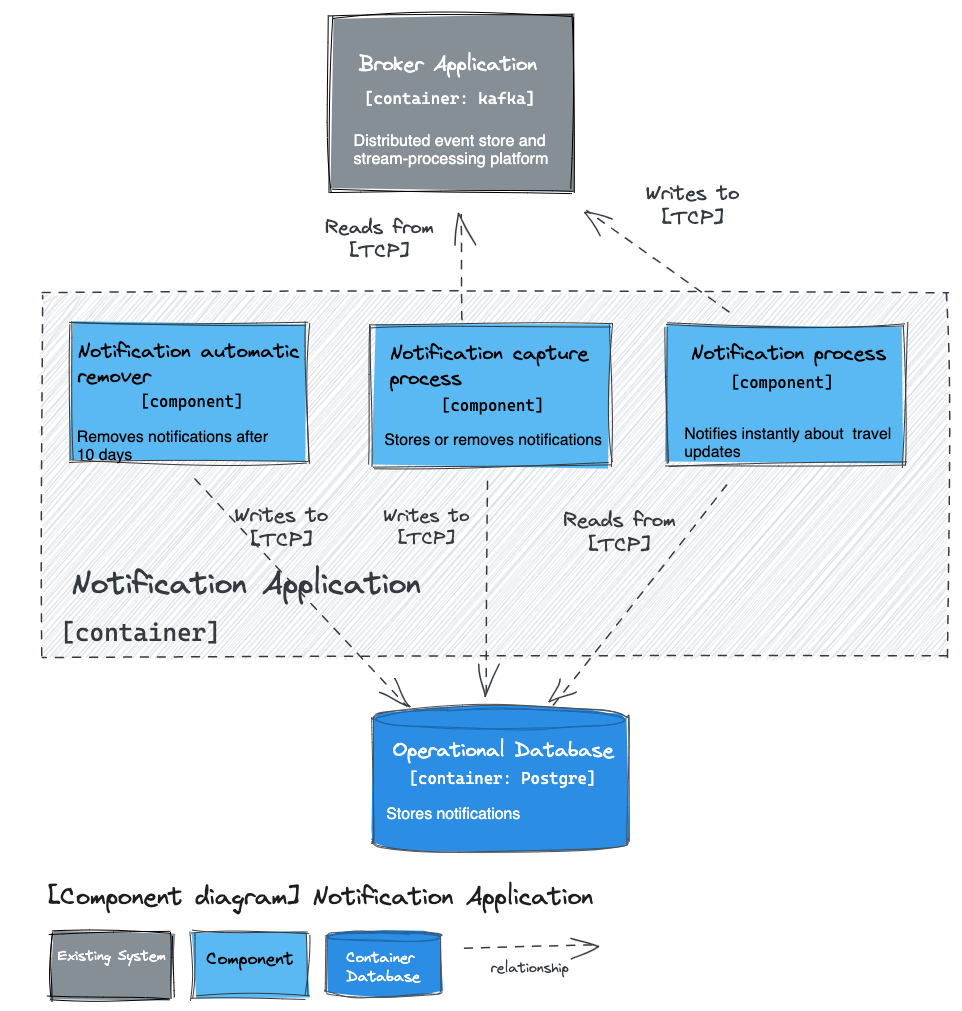 Broker Application
[container: kafka]
Distributed event store and
stream-processing platform
Writes to
[TCP]
Reads from
[TCP]
Notification automatic
remover
[component]
Removes notifications after
10 days
Notification capture
process
[component]
Stores or removes notifications
Notification process
[component]
Notifies instantly about travel
updates
Writes to
[TCP]
Writes to
[TCP]
Reads from
[TCP]
Notification Application
[container]
Operational Database
[container: Postgre]
Stores notifications
[Component diagram] Notification Application
Existing System
Component
Container
Database
relationship